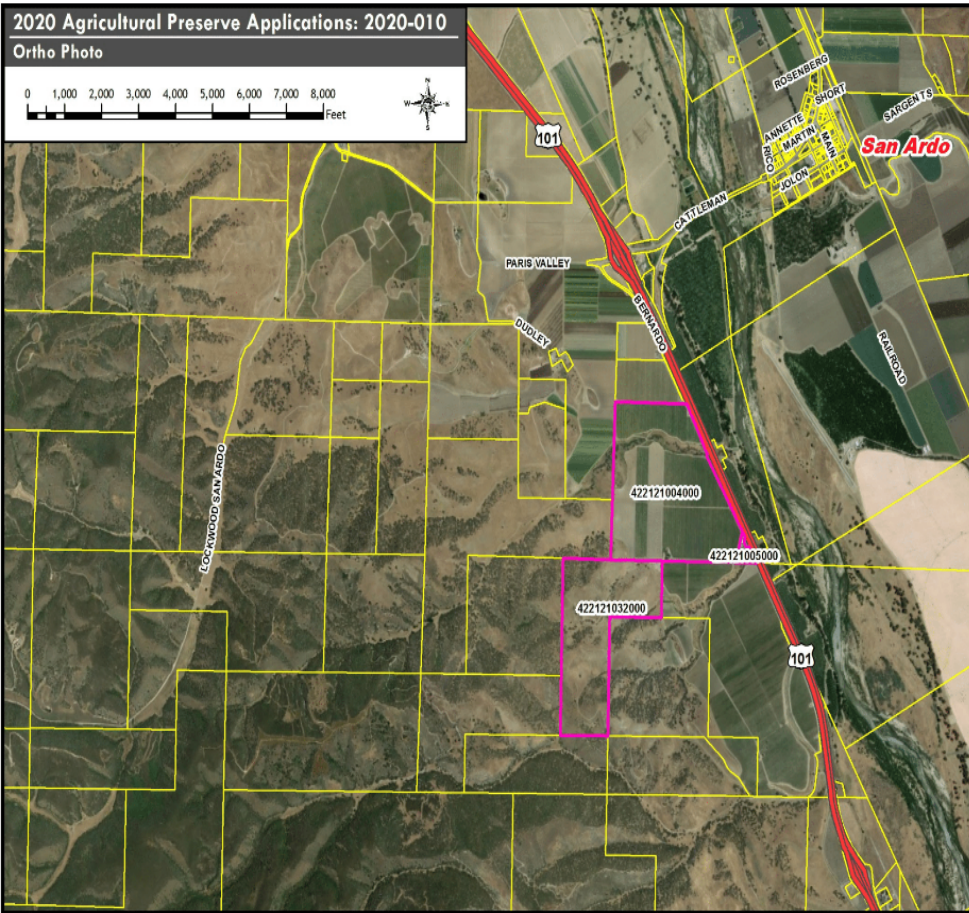 2020 Agricultural Preserve Applications: 2020-010
Ortho Photo
0 1,000 2,000 3,000 4,000 5,000 6,000 7,000 8,000
Feet
N
W E
S
101
ROSENBERG
SHORT
SARGENTS
ANNETTE
MARTIN
MAIN
RICO
JOLON
San Ardo
CATTLEMAN
PARIS VALLEY
BERNARDO
DUDLEY
RAILROAD
LOCKWOOD SAN ARDO
422121004000
422121005000
422121032000
101